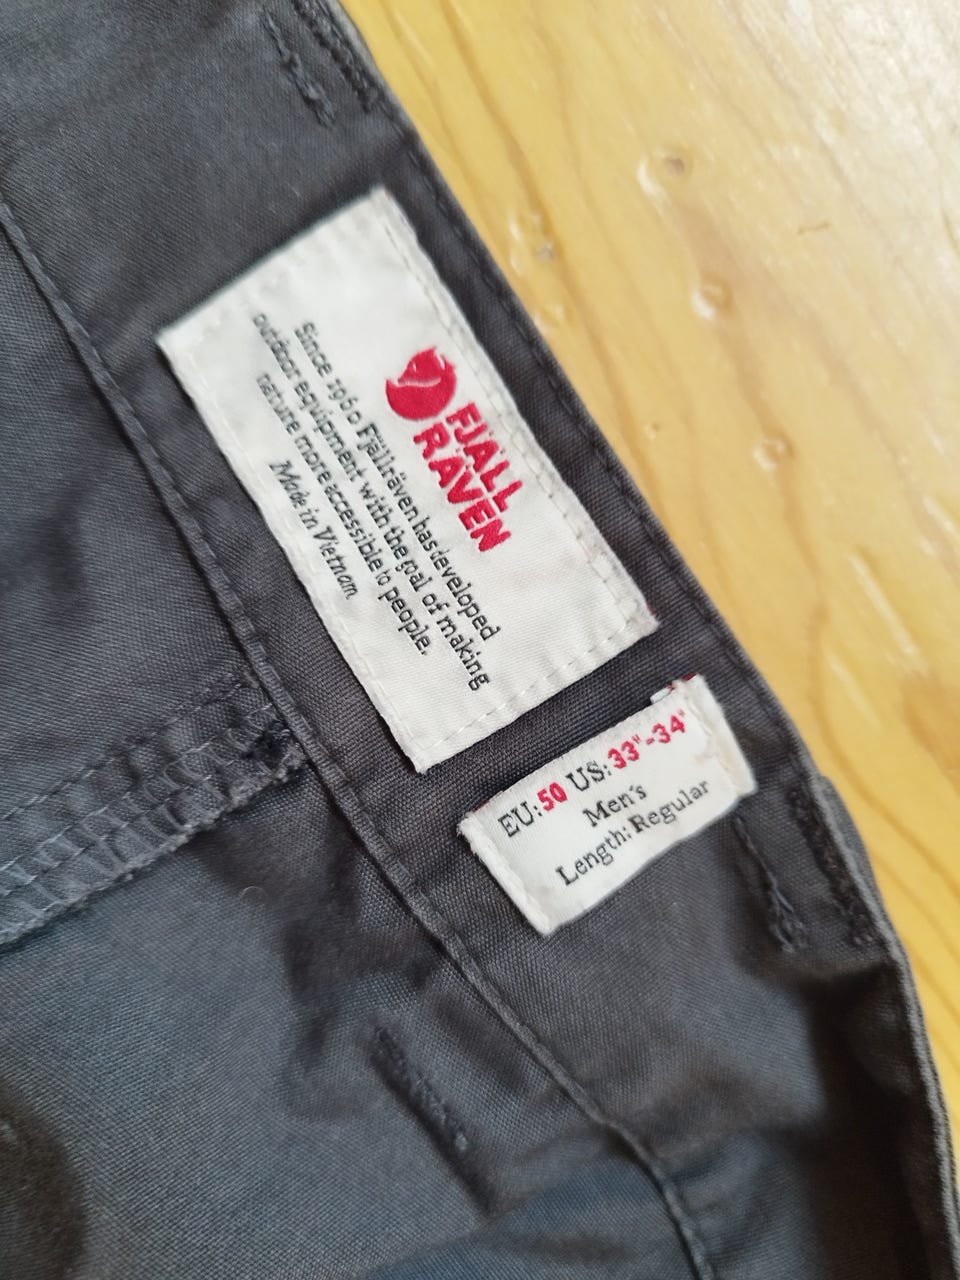 FJÄLL
RÄVEN
Since 1960 Fjällräven has developed
outdoor equipment with the goal of making
nature more accessible to people.
Made in Vietnam
EU: 50 US: 33"-34"
Men's
Length: Regular